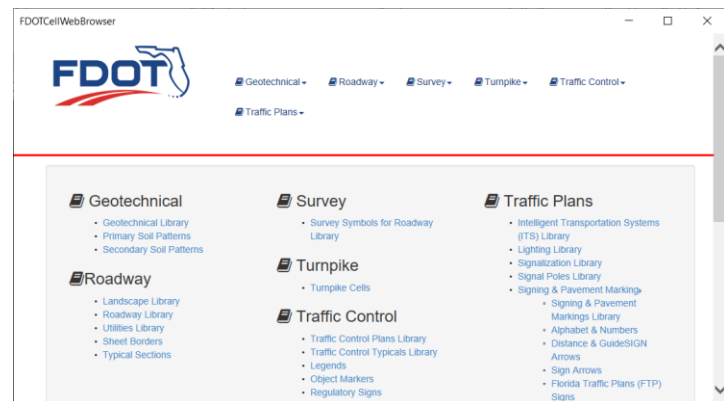 FDOTCellWebBrowser
FDOT
Geotechnical
Roadway
Survey
Turnpike
Traffic Control
Traffic Plans
Geotechnical
Geotechnical Library
Primary Soil Patterns
Secondary Soil Patterns
Roadway
Landscape Library
Roadway Library
Utilities Library
Sheet Borders
Typical Sections
Survey
Survey Symbols for Roadway
Library
Turnpike
Turnpike Cells
Traffic Control
Traffic Control Plans Library
Traffic Control Typicals Library
Legends
Object Markers
Regulatory Signs
Traffic Plans
Intelligent Transportation Systems
(ITS) Library
Lighting Library
Signalization Library
Signal Poles Library
Signing & Pavement Marking
Signing & Pavement
Markings Library
Alphabet & Numbers
Distance & GuideSIGN
Arrows
Sign Arrows
Florida Traffic Plans (FTP)
Signs